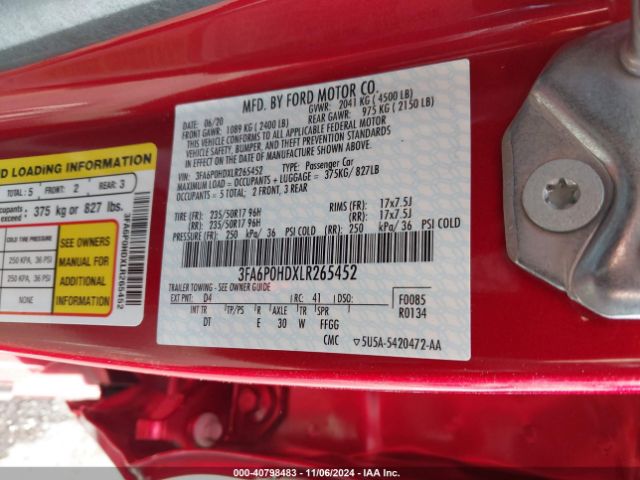 MFD. BY FORD MOTOR CO.
DATE: 06/20 GVWR: 2041 KG ( 4500 LB)
FRONT GAWR: 1089 KG ( 2400 LB) REAR GAWR: 975 KG ( 2150 LB)
THIS VEHICLE CONFORMS TO ALL APPLICABLE FEDERAL MOTOR
VEHICLE SAFETY, BUMPER, AND THEFT PREVENTION STANDARDS
IN EFFECT ON THE DATE OF MANUFACTURE SHOWN ABOVE.
VIN: 3FA6P0HDXLR265452 TYPE: Passenger Car
MAXIMUM LOAD = OCCUPANTS + LUGGAGE = 375KG/ 827LB
OCCUPANTS = 5 TOTAL; 2 FRONT, 3 REAR
TIRE (FR): 235/50R17 96H RIMS (FR): 17x7.5J
(RR): 235/50R17 96H (RR): 17x7.5J
PRESSURE (FR): 250 kPa/ 36 PSI COLD (RR): 250 kPa/ 36 PSI COLD
3FA6P0HDXLR265452
TRAILER TOWING - SEE OWNER GUIDE
EXT PNT: D4 RC: 41 DSO: F0085
INT TR TP/PS R AXLE TR SPR R0134
DT E 30 W FFGG
CMC 5U5A-5420472-AA
D LOADING INFORMATION
TOTAL: 5 FRONT: 2 REAR: 3
cupants
exceed 375 kg or 827 lbs.
COLD TIRE PRESSURE
250 KPA, 36 PSI
250 KPA, 36 PSI
NONE
SEE OWNERS
MANUAL FOR
ADDITIONAL
INFORMATION
3FA6P0HDXLR265452
000-40798483 - 11/06/2024 - IAA Inc.